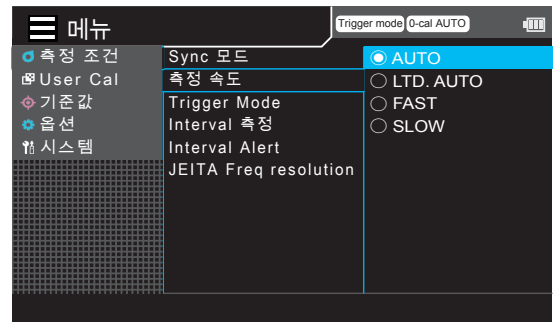 메뉴
Trigg er mode 0-cal AUTO
측정 조건
User Cal
기준값
옵션
시스템
Sync 모드
측정 속도
Trigger Mode
Interval 측정
Interval Alert
JEITA Freq resolution
AUTO
LTD. AUTO
FAST
SLOW